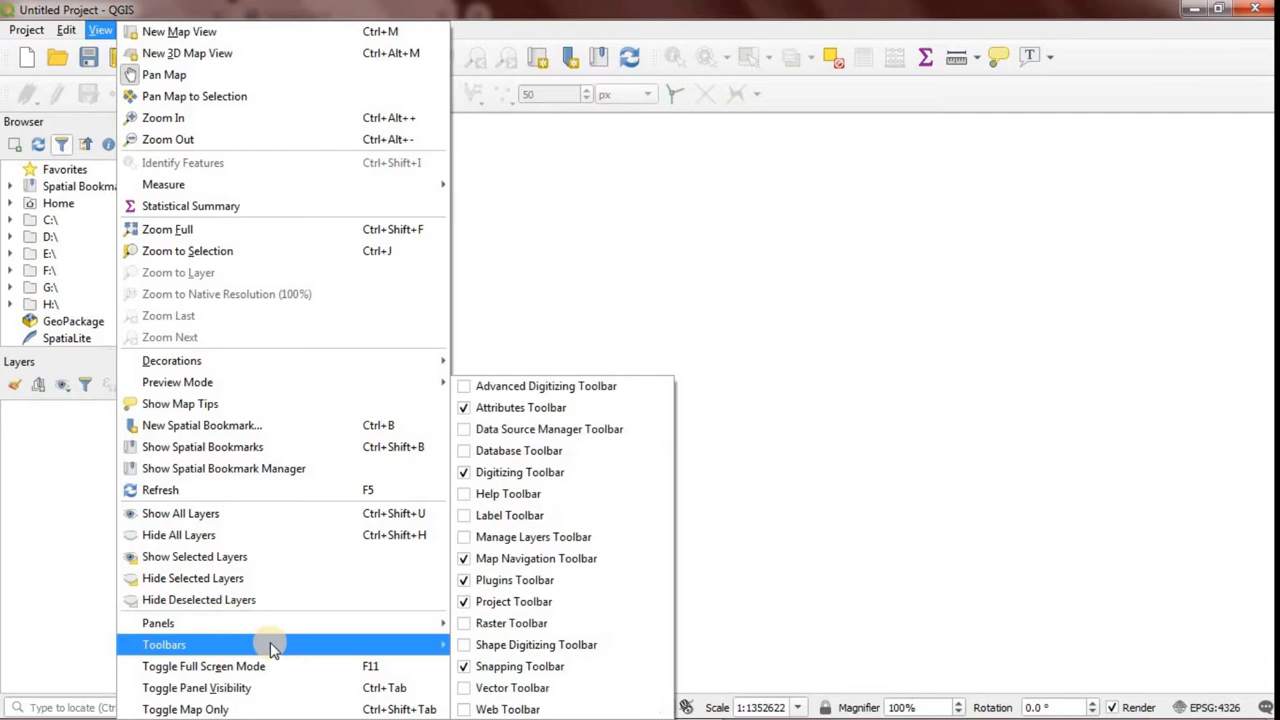 Untitled Project - QGIS
Project Edit View
50 px
New Map View Ctrl+M
New 3D Map View Ctrl+Alt+M
Pan Map
Pan Map to Selection
Zoom In Ctrl+Alt++
Zoom Out Ctrl+Alt+-
Identify Features Ctrl+Shift+I
Measure
Statistical Summary
Zoom Full Ctrl+Shift+F
Zoom to Selection Ctrl+J
Zoom to Layer
Zoom to Native Resolution (100%)
Zoom Last
Zoom Next
Decorations
Preview Mode
Show Map Tips
New Spatial Bookmark... Ctrl+B
Show Spatial Bookmarks Ctrl+Shift+B
Show Spatial Bookmark Manager
Refresh F5
Show All Layers Ctrl+Shift+U
Hide All Layers Ctrl+Shift+H
Show Selected Layers
Hide Selected Layers
Hide Deselected Layers
Panels
Toolbars
Toggle Full Screen Mode F11
Toggle Panel Visibility Ctrl+Tab
Toggle Map Only Ctrl+Shift+Tab
Advanced Digitizing Toolbar
Attributes Toolbar
Data Source Manager Toolbar
Database Toolbar
Digitizing Toolbar
Help Toolbar
Label Toolbar
Manage Layers Toolbar
Map Navigation Toolbar
Plugins Toolbar
Project Toolbar
Raster Toolbar
Shape Digitizing Toolbar
Snapping Toolbar
Vector Toolbar
Web Toolbar
Browser
Favorites
Spatial Bookma
Home
C:\
D:\
E:\
F:\
G:\
H:\
GeoPackage
SpatiaLite
Layers
Type to locate (Ctr
Scale 1:1352622 Magnifier 100% Rotation 0.0 ° Render EPSG:4326